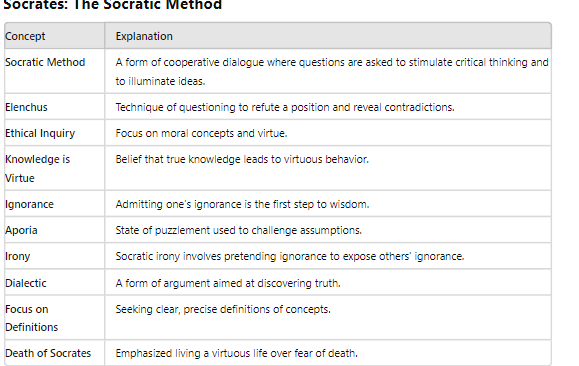 Socrates: The Socratic Method
Concept Explanation
Socratic Method A form of cooperative dialogue where questions are asked to stimulate critical thinking and
to illuminate ideas.
Elenchus Technique of questioning to refute a position and reveal contradictions.
Ethical Inquiry Focus on moral concepts and virtue.
Knowledge is Belief that true knowledge leads to virtuous behavior.
Virtue
Ignorance Admitting one's ignorance is the first step to wisdom.
Aporia State of puzzlement used to challenge assumptions.
Irony Socratic irony involves pretending ignorance to expose others' ignorance.
Dialectic A form of argument aimed at discovering truth.
Focus on Seeking clear, precise definitions of concepts.
Definitions
Death of Socrates Emphasized living a virtuous life over fear of death.